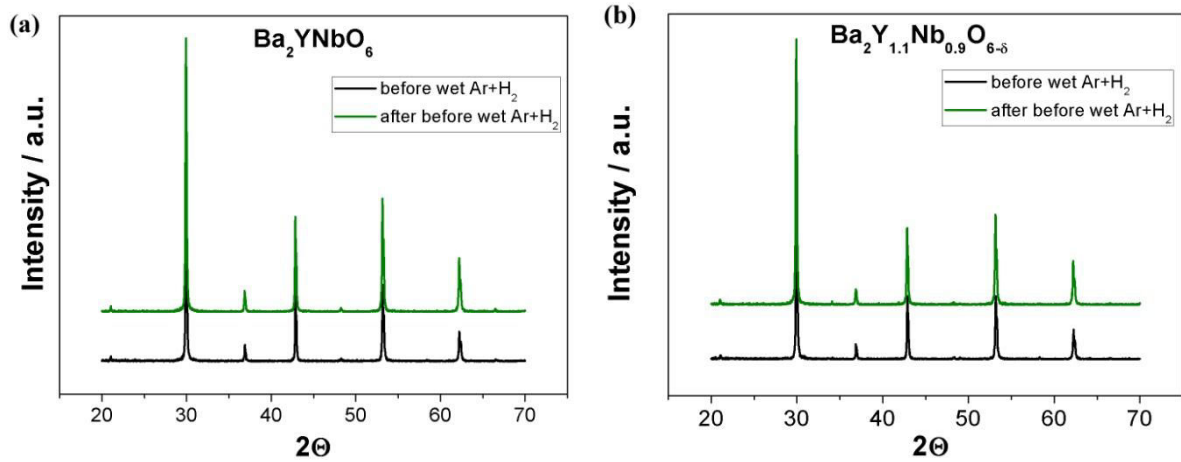 (a)
Ba₂YNbO₆
before wet Ar+H₂
after before wet Ar+H₂
Intensity / a.u.
20 30 40 50 60 70
2Θ
(b)
Ba₂Y₁.₁Nb₀.₉O₆₋δ
before wet Ar+H₂
after before wet Ar+H₂
Intensity / a.u.
20 30 40 50 60 70
2Θ